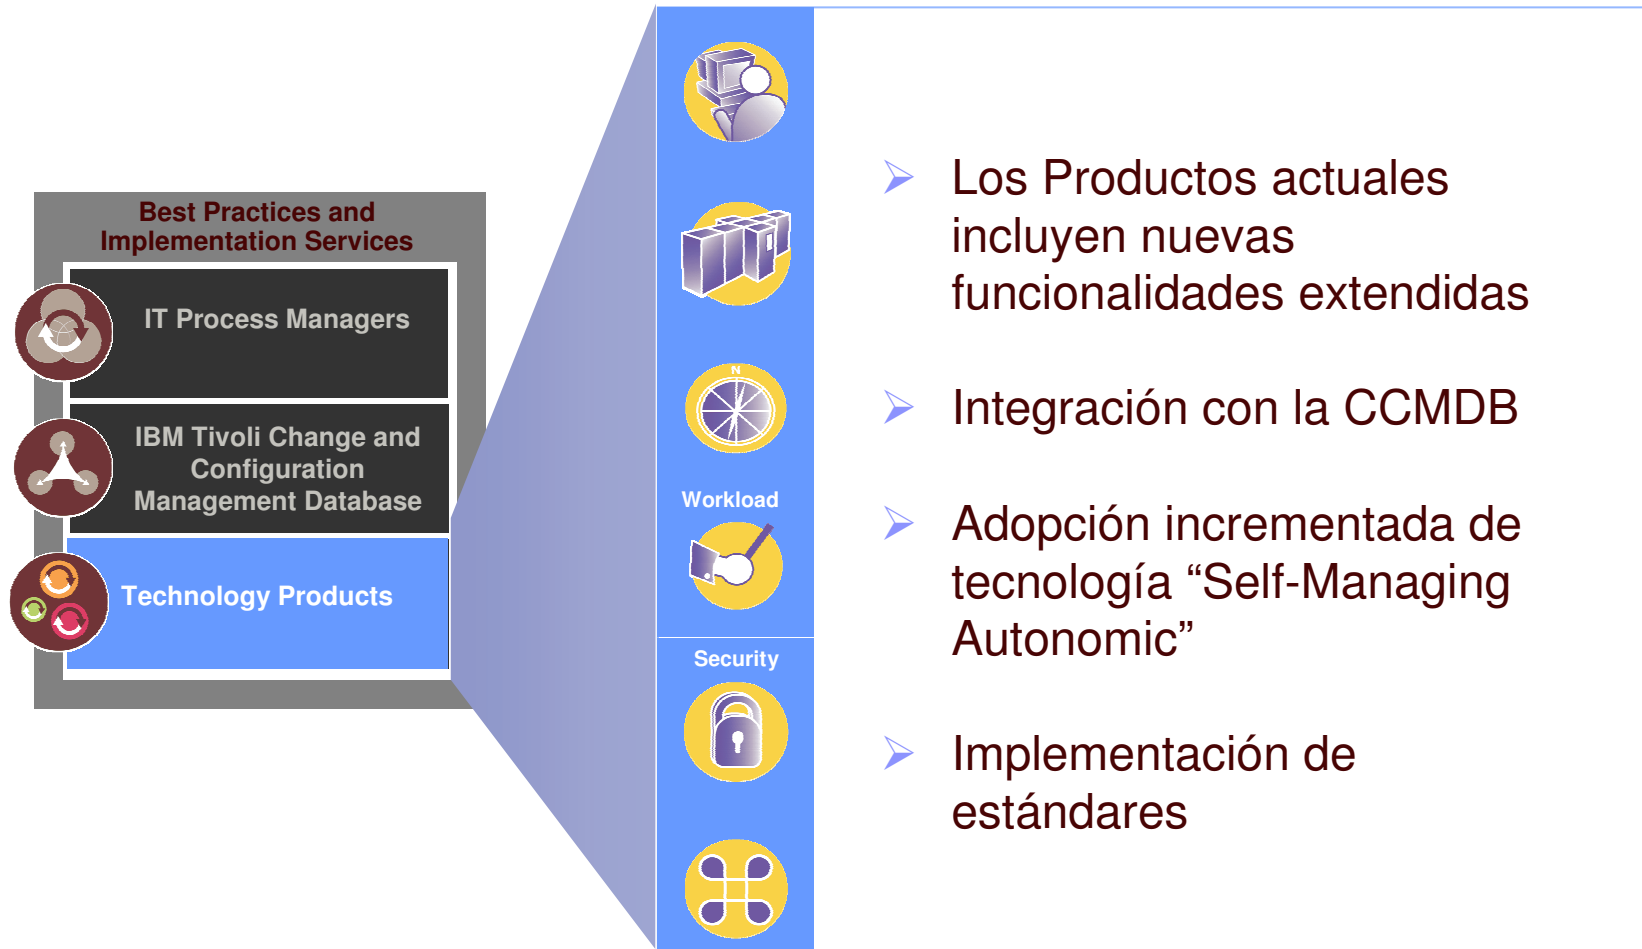 Best Practices and
Implementation Services
IT Process Managers
IBM Tivoli Change and
Configuration
Management Database
Technology Products
N
Workload
Security
Los Productos actuales
incluyen nuevas
funcionalidades extendidas
Integración con la CCMDB
Adopción incrementada de
tecnología “Self-Managing
Autonomic”
Implementación de
estándares